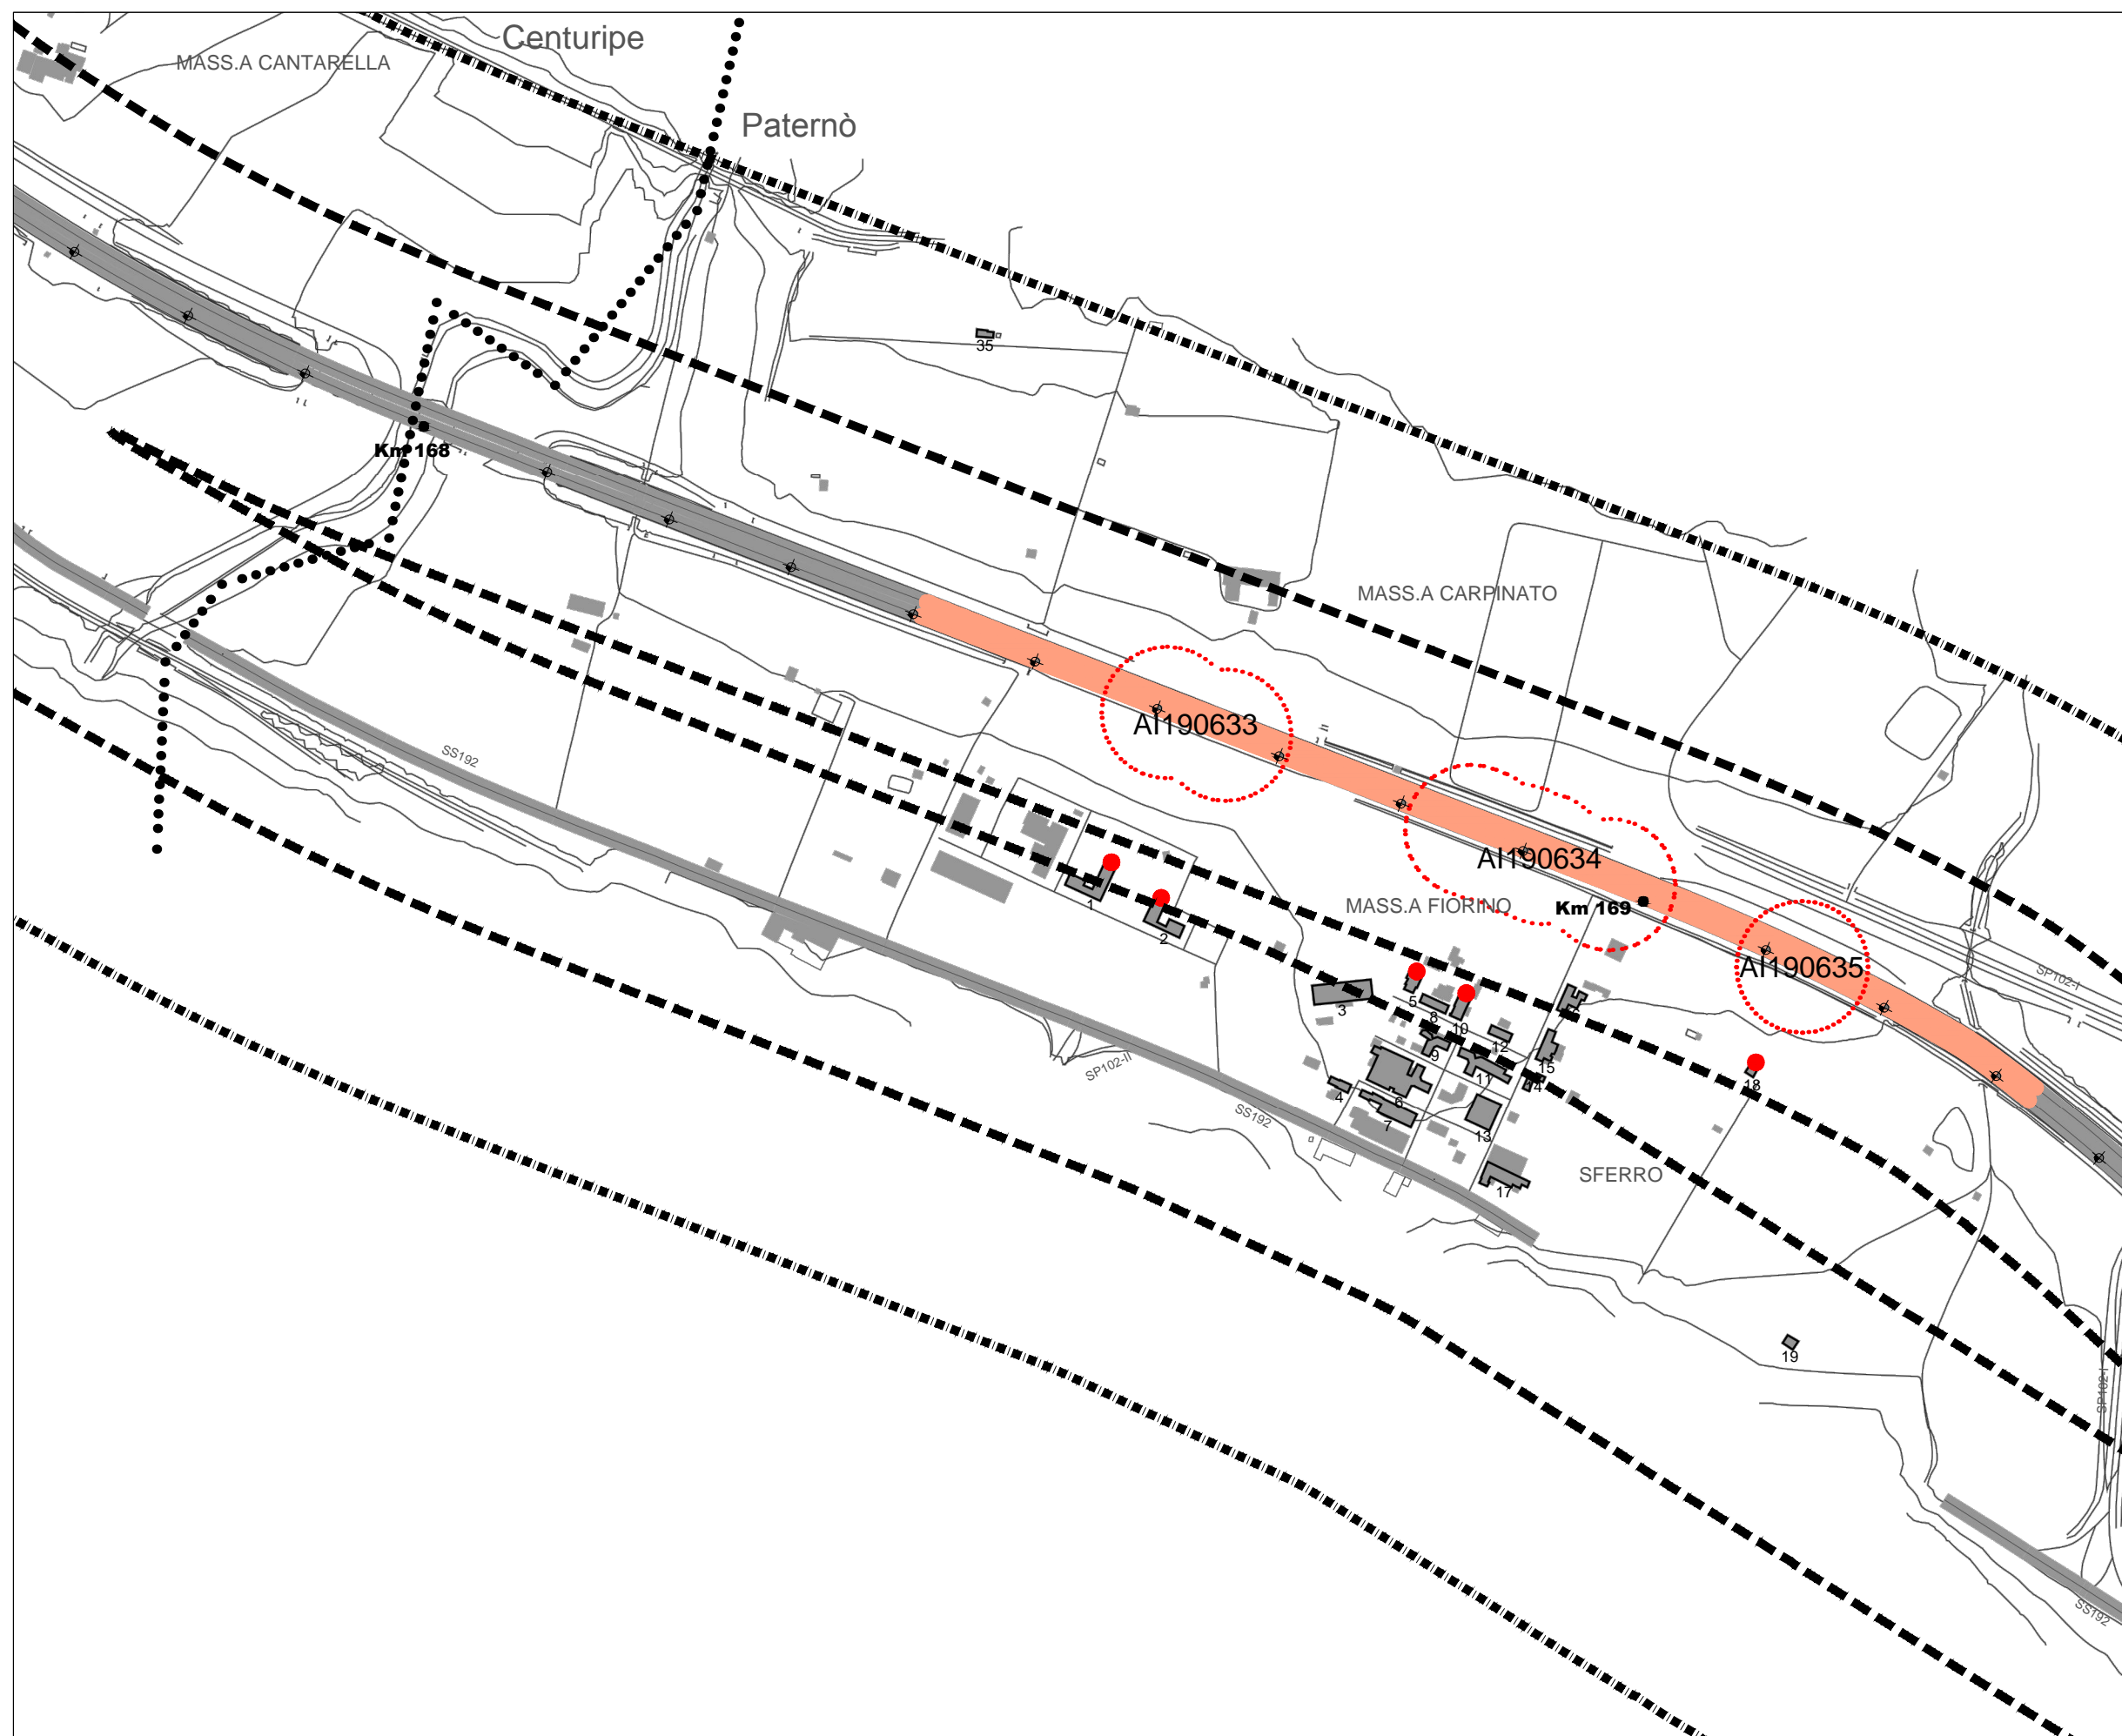 Centuripe
MASS.A CANTARELLA
Paternò
35
Km 168
MASS.A CARPINATO
AI190633
SS192
AI190634
1
MASS.A FIORINO
Km 169
2
AI190635
SP102-I
5
3
8
10
12
9
15
SP102-II
11
14
18
4
6
SS192
7
13
SFERRO
17
19
SP102-I
SS192